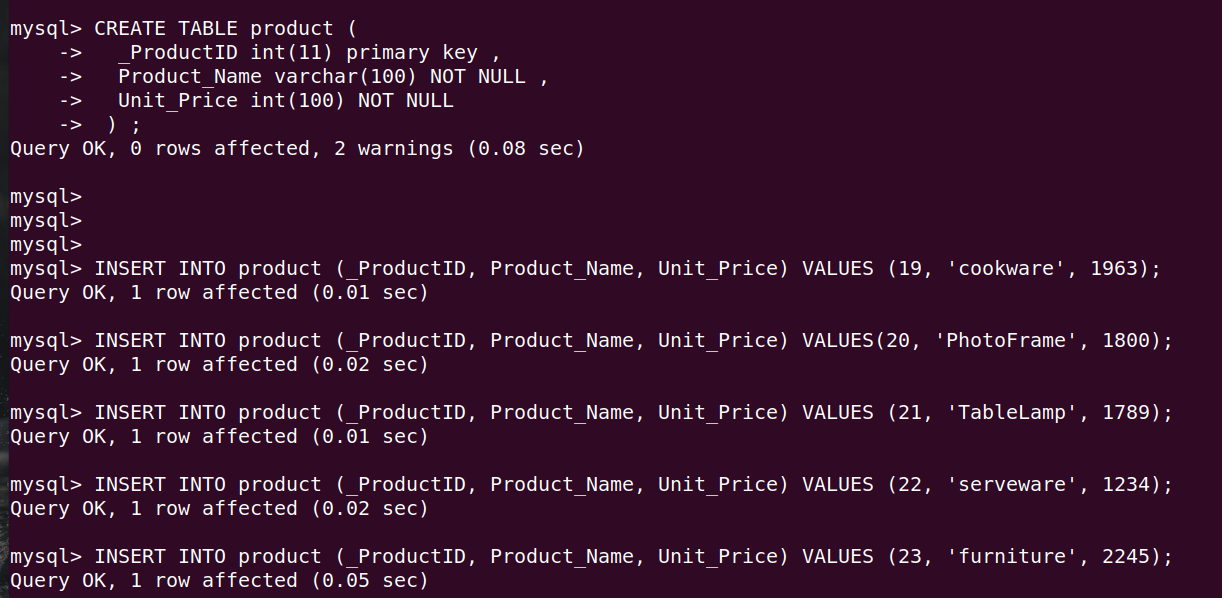 mysql> CREATE TABLE product (
    ->   _ProductID int(11) primary key ,
    ->   Product_Name varchar(100) NOT NULL ,
    ->   Unit_Price int(100) NOT NULL
    ->  ) ;
Query OK, 0 rows affected, 2 warnings (0.08 sec)
mysql>
mysql>
mysql>
mysql> INSERT INTO product (_ProductID, Product_Name, Unit_Price) VALUES (19, 'cookware', 1963);
Query OK, 1 row affected (0.01 sec)
mysql> INSERT INTO product (_ProductID, Product_Name, Unit_Price) VALUES(20, 'PhotoFrame', 1800);
Query OK, 1 row affected (0.02 sec)
mysql> INSERT INTO product (_ProductID, Product_Name, Unit_Price) VALUES (21, 'TableLamp', 1789);
Query OK, 1 row affected (0.01 sec)
mysql> INSERT INTO product (_ProductID, Product_Name, Unit_Price) VALUES (22, 'serveware', 1234);
Query OK, 1 row affected (0.02 sec)
mysql> INSERT INTO product (_ProductID, Product_Name, Unit_Price) VALUES (23, 'furniture', 2245);
Query OK, 1 row affected (0.05 sec)